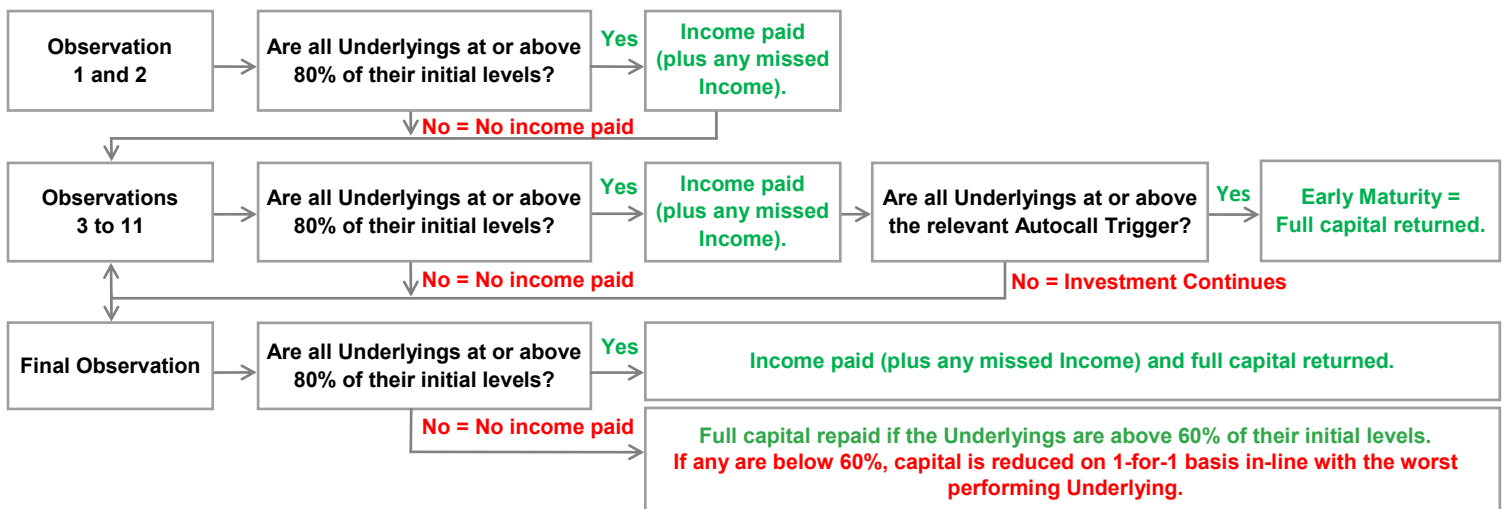 Observation
1 and 2
Are all Underlyings at or above
80% of their initial levels?
Yes
Income paid
(plus any missed
Income).
No = No income paid
Observations
3 to 11
Are all Underlyings at or above
80% of their initial levels?
Yes
Income paid
(plus any missed
Income).
Are all Underlyings at or above
the relevant Autocall Trigger?
Yes
Early Maturity =
Full capital returned.
No = No income paid
No = Investment Continues
Final Observation
Are all Underlyings at or above
80% of their initial levels?
Yes
Income paid (plus any missed Income) and full capital returned.
No = No income paid
Full capital repaid if the Underlyings are above 60% of their initial levels.
If any are below 60%, capital is reduced on 1-for-1 basis in-line with the worst
performing Underlying.